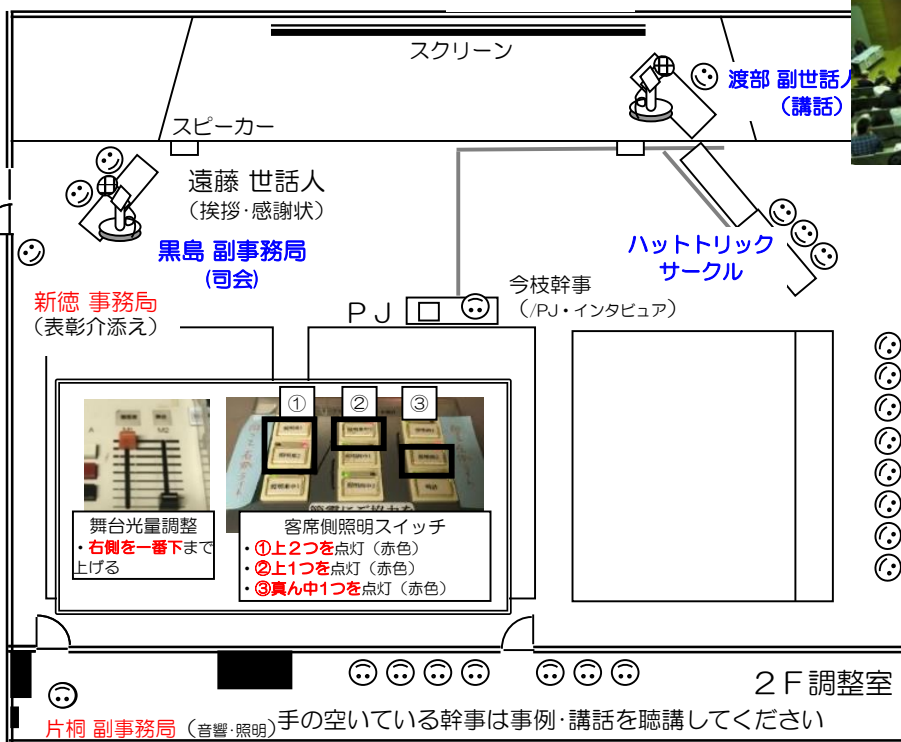 スクリーン
渡部 副世話人
（講話）
スピーカー
遠藤 世話人
（挨拶・感謝状）
黒島 副事務局
(司会)
ハットトリック
サークル
新徳 事務局
（表彰介添え）
今枝幹事
（/PJ・インタビュア）
ＰＪ
① ② ③
舞台光量調整
・右側を一番下まで
上げる
客席側照明スイッチ
・①上２つを点灯（赤色）
・②上1つを点灯（赤色）
・③真ん中1つを点灯（赤色）
M2
２Ｆ調整室
片桐 副事務局（音響・照明）
手の空いている幹事は事例・講話を聴講してください